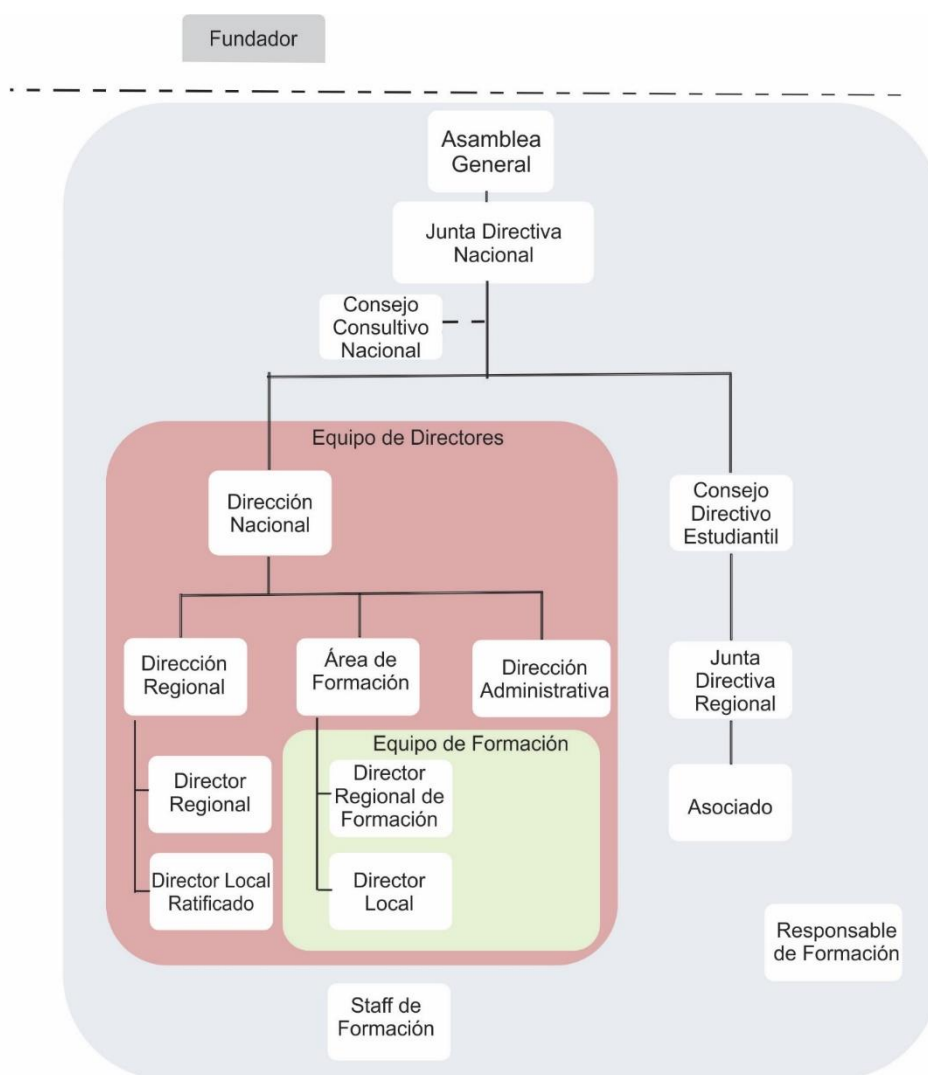 Fundador
Asamblea
General
Junta Directiva
Nacional
Consejo
Consultivo
Nacional
Equipo de Directores
Dirección
Nacional
Consejo
Directivo
Estudiantil
Dirección
Regional
Área de
Formación
Dirección
Administrativa
Junta
Directiva
Regional
Equipo de Formación
Director
Regional
Director
Regional de
Formación
Asociado
Director Local
Ratificado
Director
Local
Responsable
de Formación
Staff de
Formación